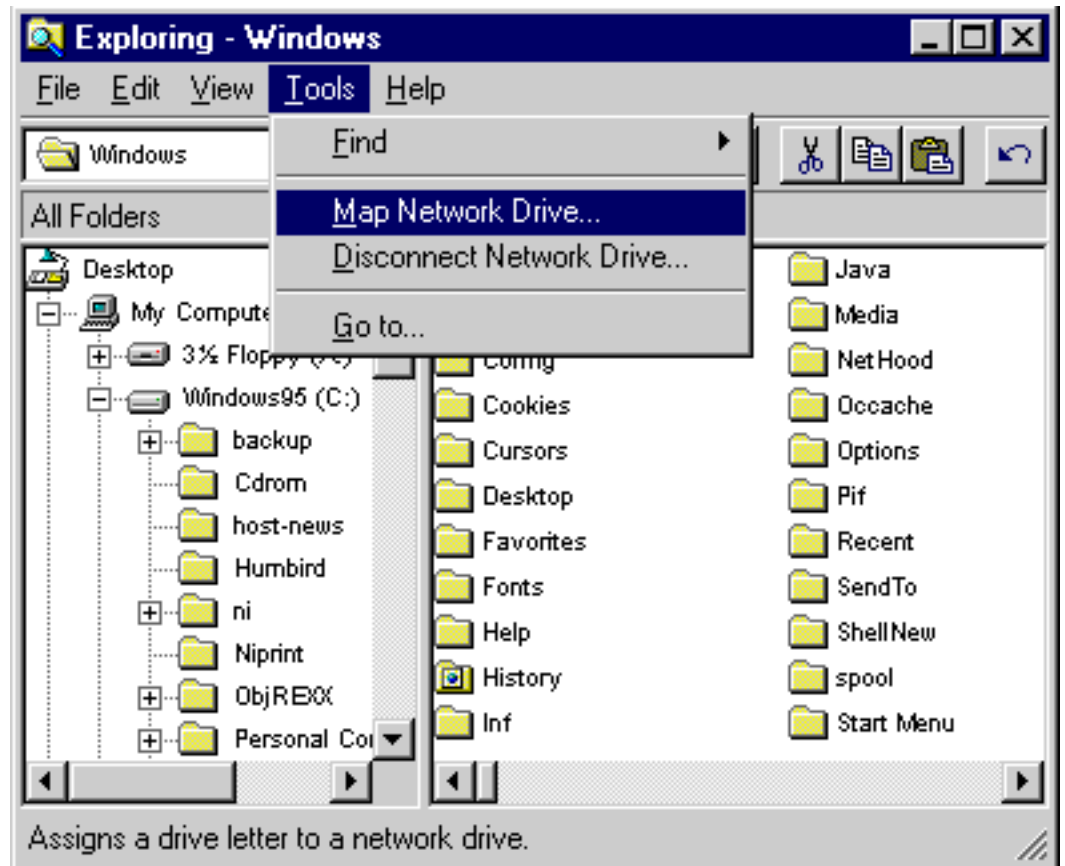 Exploring - Windows
File Edit View Tools Help
Windows
Find
Map Network Drive...
Disconnect Network Drive...
Go to...
All Folders
Desktop
My Compute
3½ Floppy
Windows95 (C:)
backup
Cdrom
host-news
Humbird
ni
Niprint
ObjREXX
Personal Co
Config
Cookies
Cursors
Desktop
Favorites
Fonts
Help
History
Inf
Java
Media
NetHood
Occache
Options
Pif
Recent
SendTo
ShellNew
spool
Start Menu
Assigns a drive letter to a network drive.